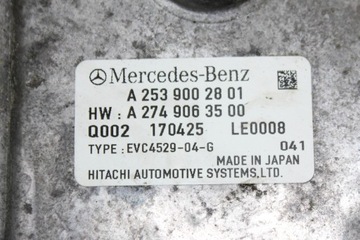 Mercedes-Benz
A 253 900 28 01
HW : A 274 906 35 00
Q002 170425 LE0008
TYPE : EVC4529-04-G 041
MADE IN JAPAN
HITACHI AUTOMOTIVE SYSTEMS,LTD.